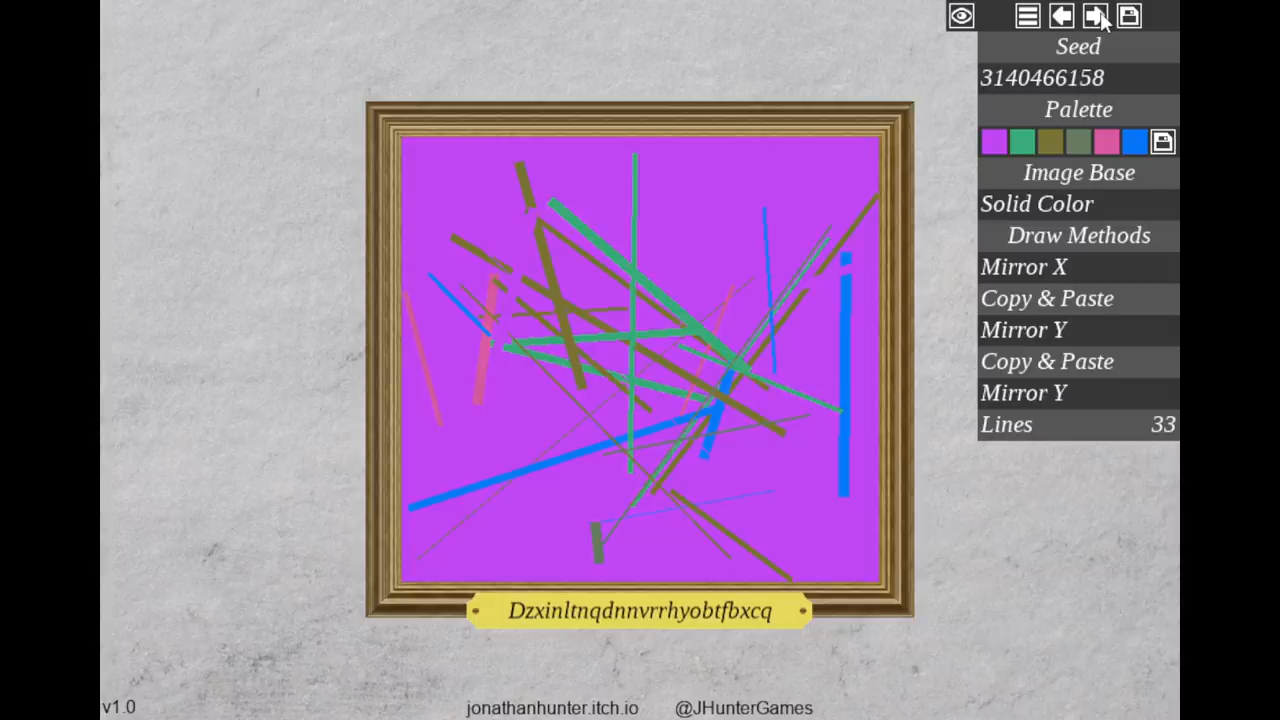 Seed
3140466158
Palette
Image Base
Solid Color
Draw Methods
Mirror X
Copy & Paste
Mirror Y
Copy & Paste
Mirror Y
Lines 33
Dzxinltnqdnnvrrhyobtfbxcq
v1.0 jonathanhunter.itch.io @JHunterGames